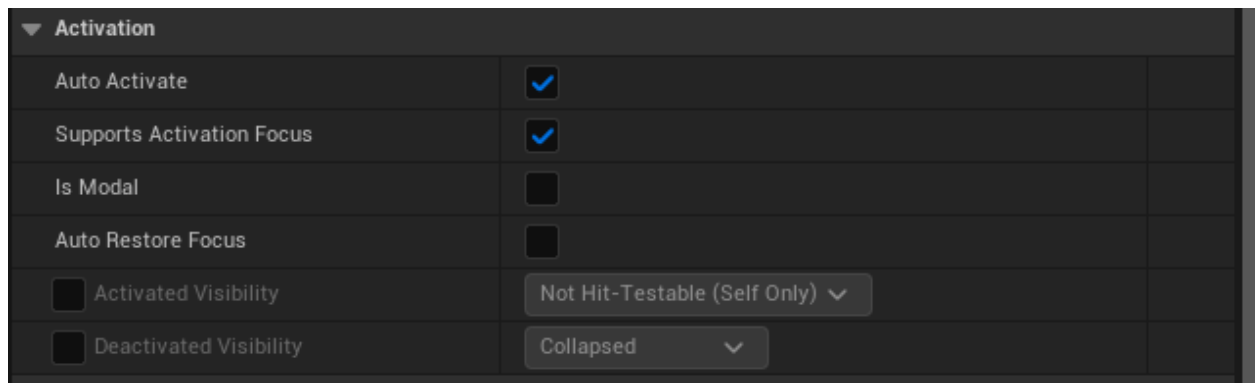 Activation
Auto Activate
Supports Activation Focus
Is Modal
Auto Restore Focus
Activated Visibility Not Hit-Testable (Self Only)
Deactivated Visibility Collapsed